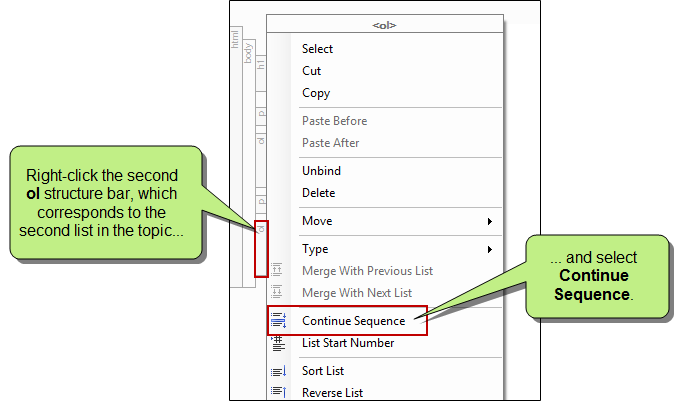 <ol>
html
body
h1
p
ol
p
ol
Select
Cut
Copy
Paste Before
Paste After
Unbind
Delete
Move
Type
Merge With Previous List
Merge With Next List
Continue Sequence
List Start Number
Sort List
Reverse List
Right-click the second
ol structure bar, which
corresponds to the
second list in the topic...
... and select
Continue
Sequence.